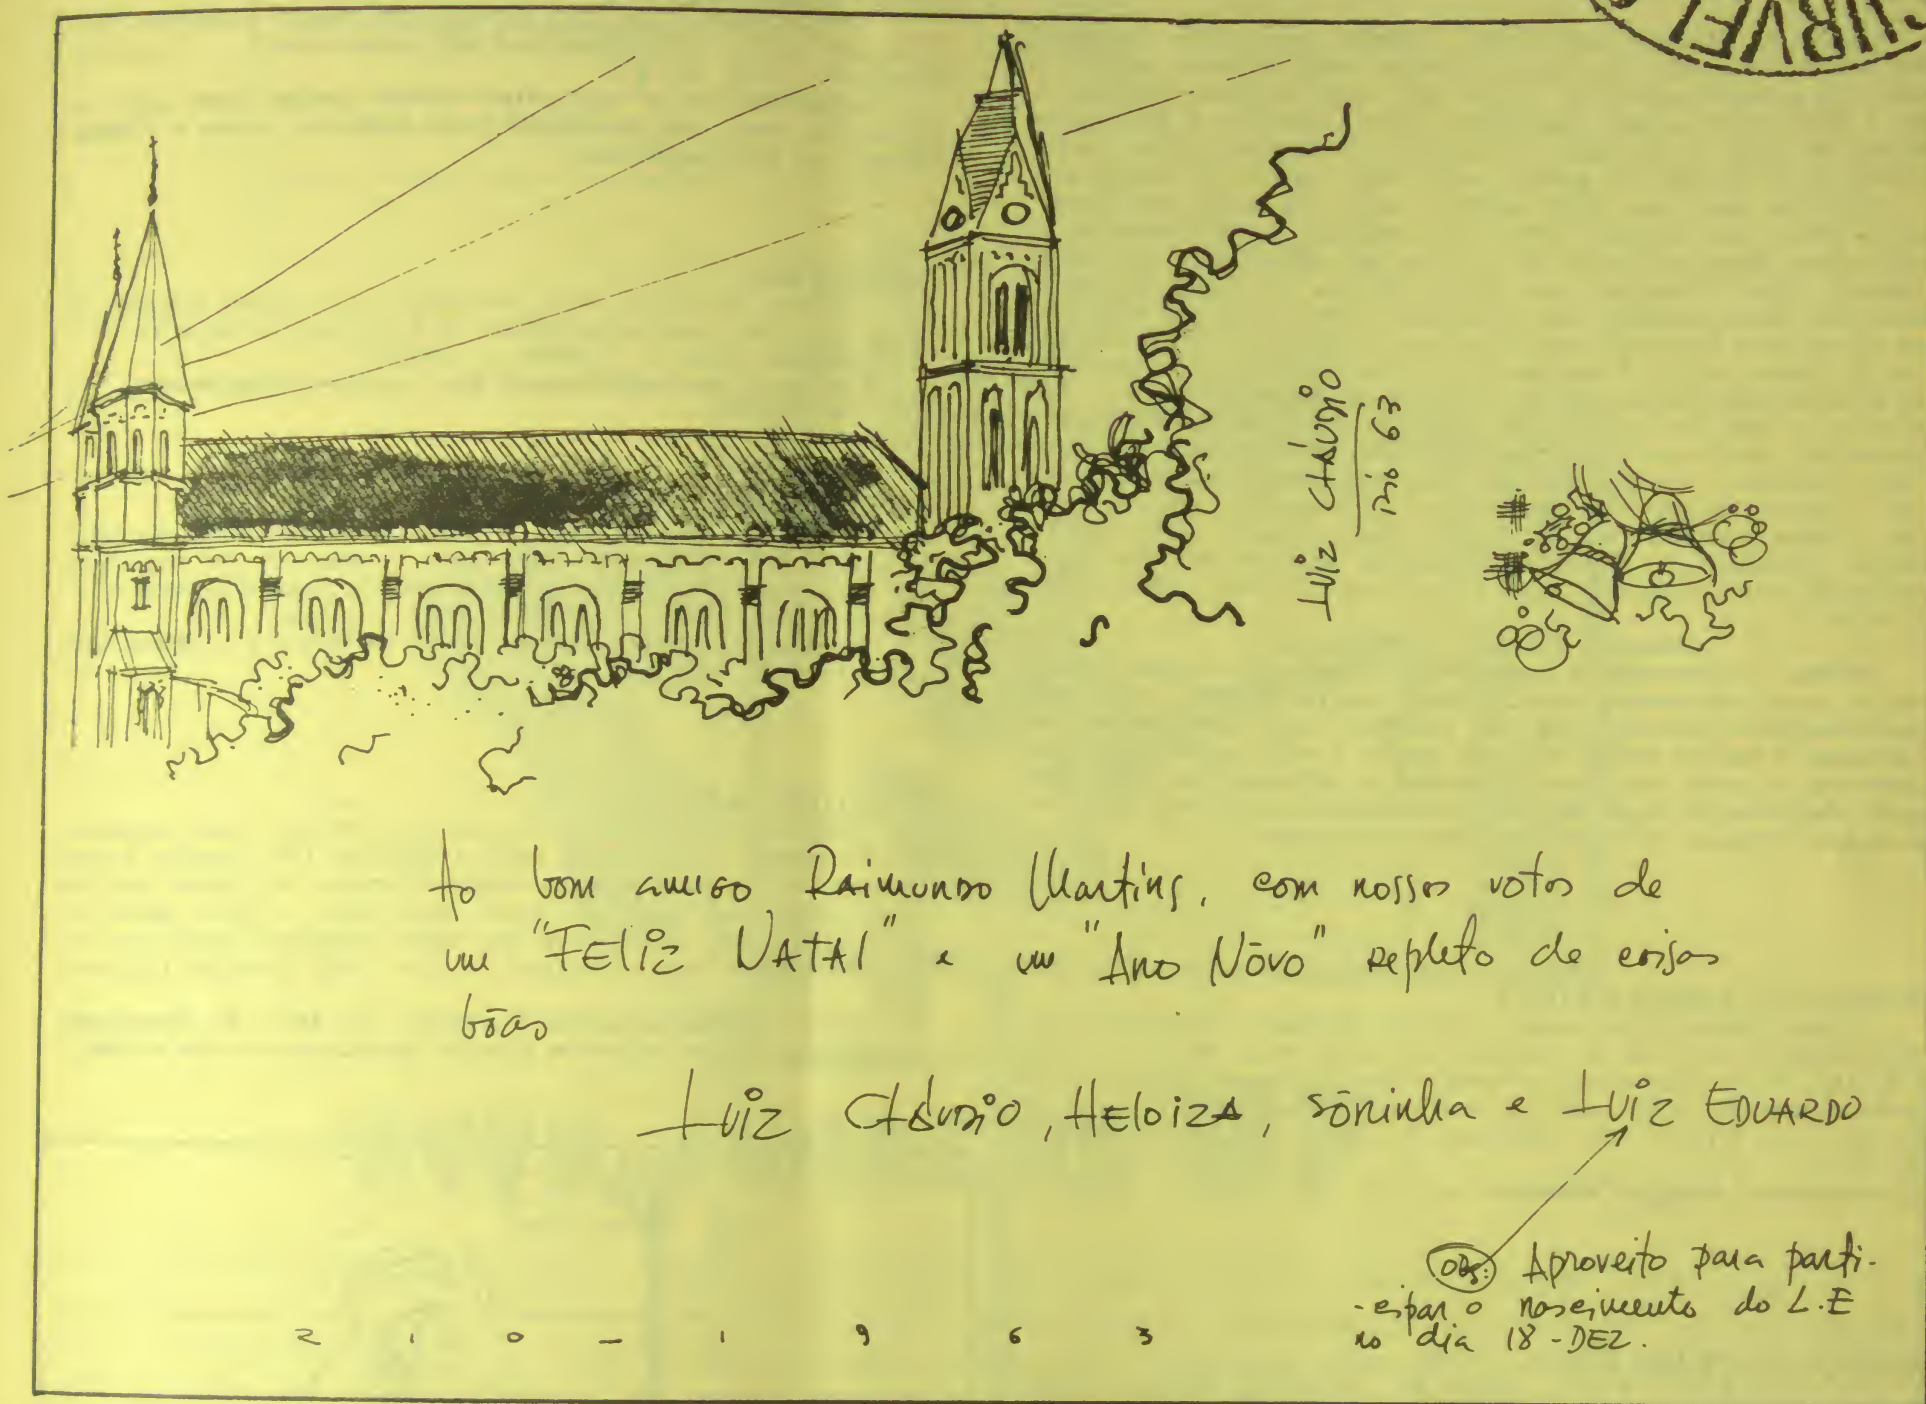 LUIZ CLÁUDIO
Rio 63
Ao bom amigo Raimundo Martins, com nossos votos de
um "FELIZ NATAL" e um "Ano Nôvo" repleto de coisas
bôas
LUIZ CLÁUDIO, HELOIZA, Sôninha e LUIZ EDUARDO
OBS: Aproveito para parti-
-cipar o nascimento do L.E
no dia 18 - DEZ.
2 1 0 — 1 9 6 3